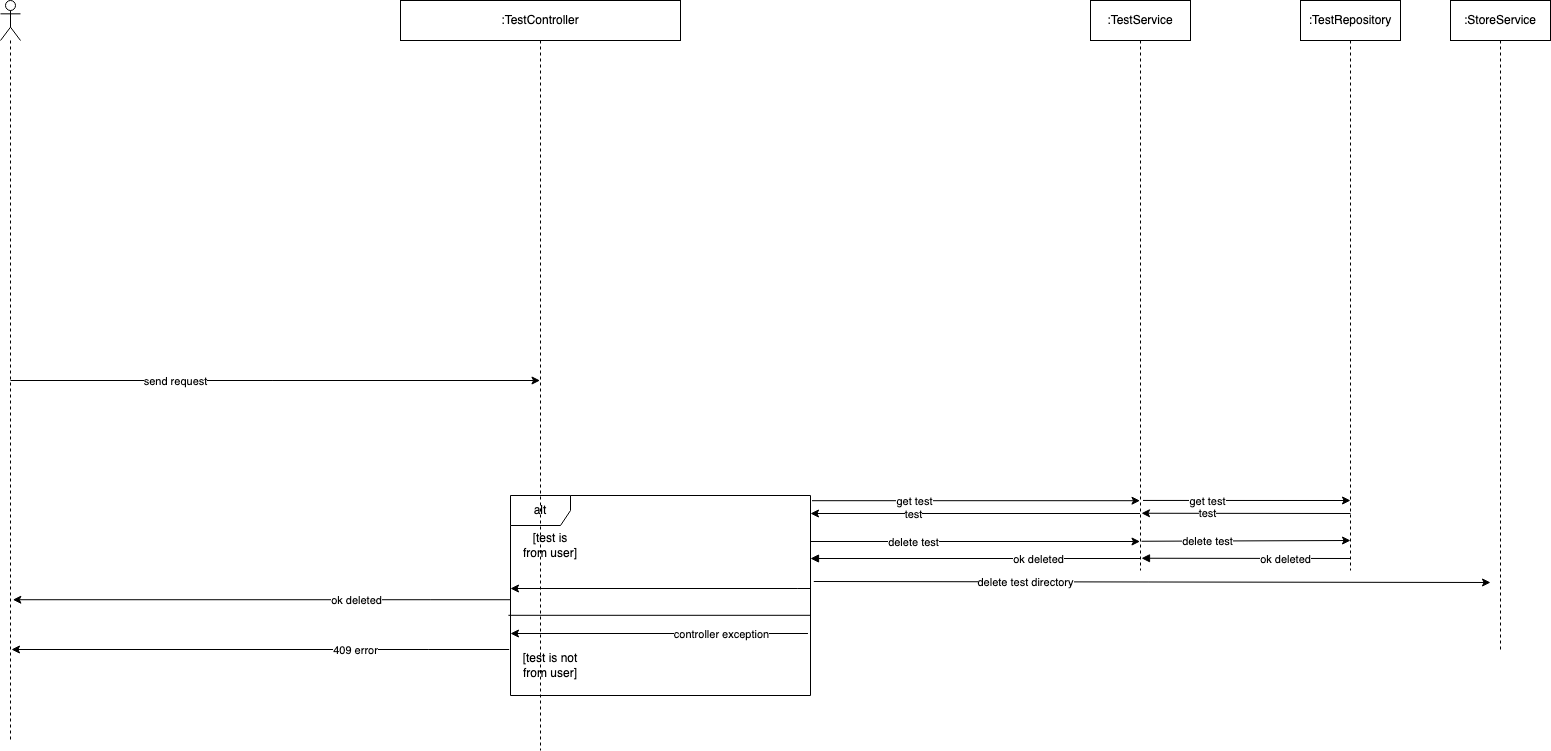 :TestController
:TestService
:TestRepository
:StoreService
send request
alt
get test
get test
test
test
[test is
from user]
delete test
delete test
ok deleted
ok deleted
delete test directory
ok deleted
controller exception
409 error
[test is not
from user]